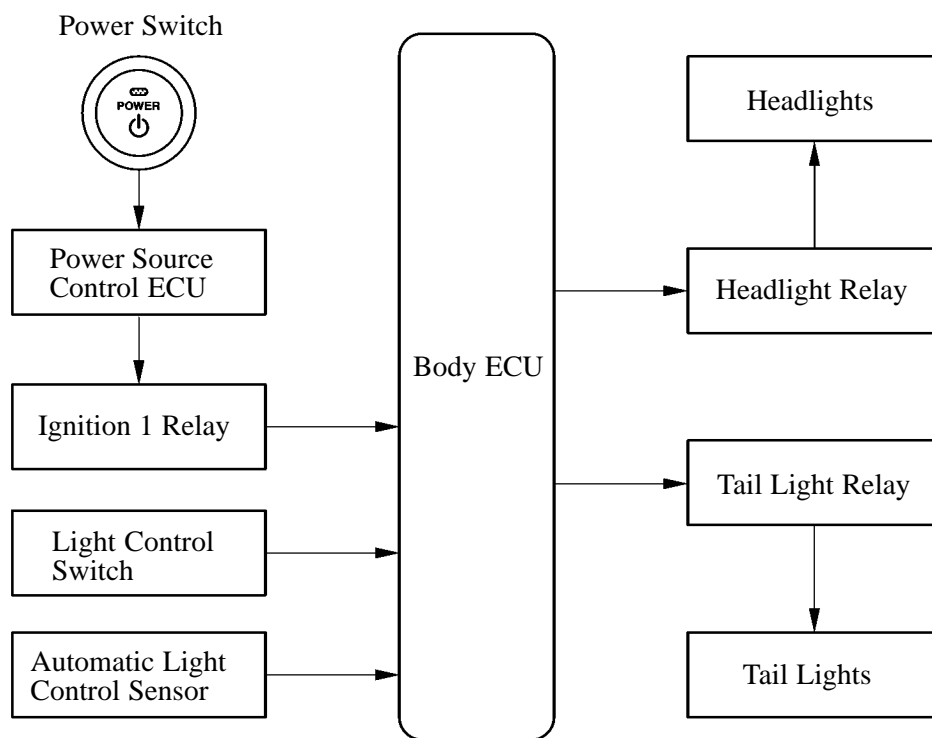 Power Switch
POWER
Power Source
Control ECU
Ignition 1 Relay
Light Control
Switch
Automatic Light
Control Sensor
Body ECU
Headlights
Headlight Relay
Tail Light Relay
Tail Lights